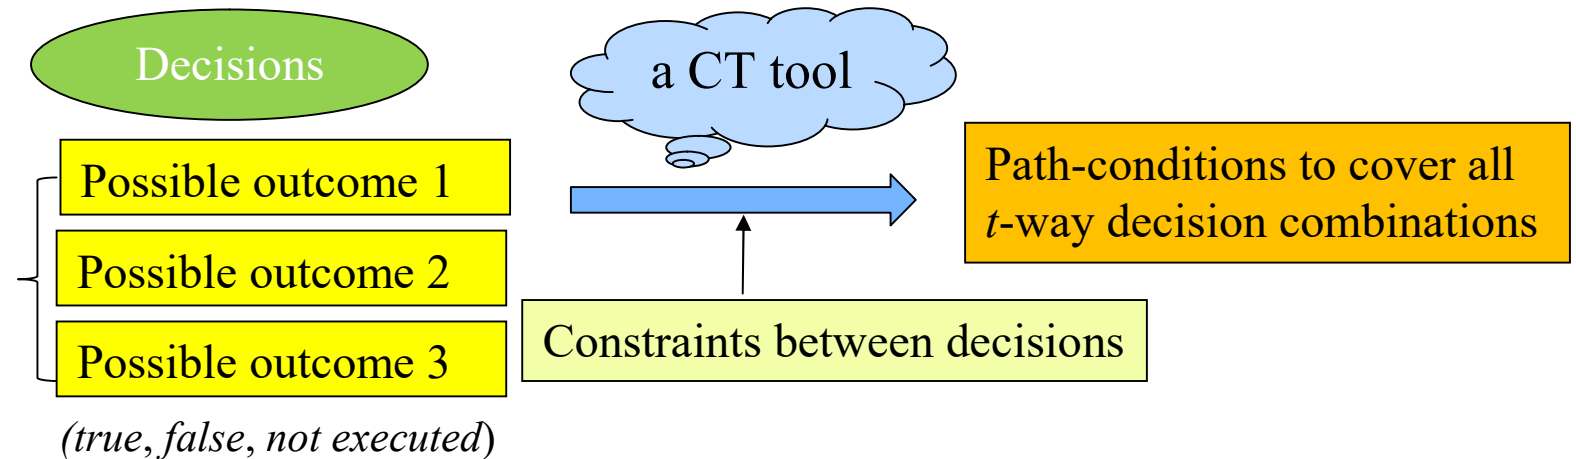 Decisions
a CT tool
Possible outcome 1
Possible outcome 2
Possible outcome 3
(true, false, not executed)
Constraints between decisions
Path-conditions to cover all
t-way decision combinations